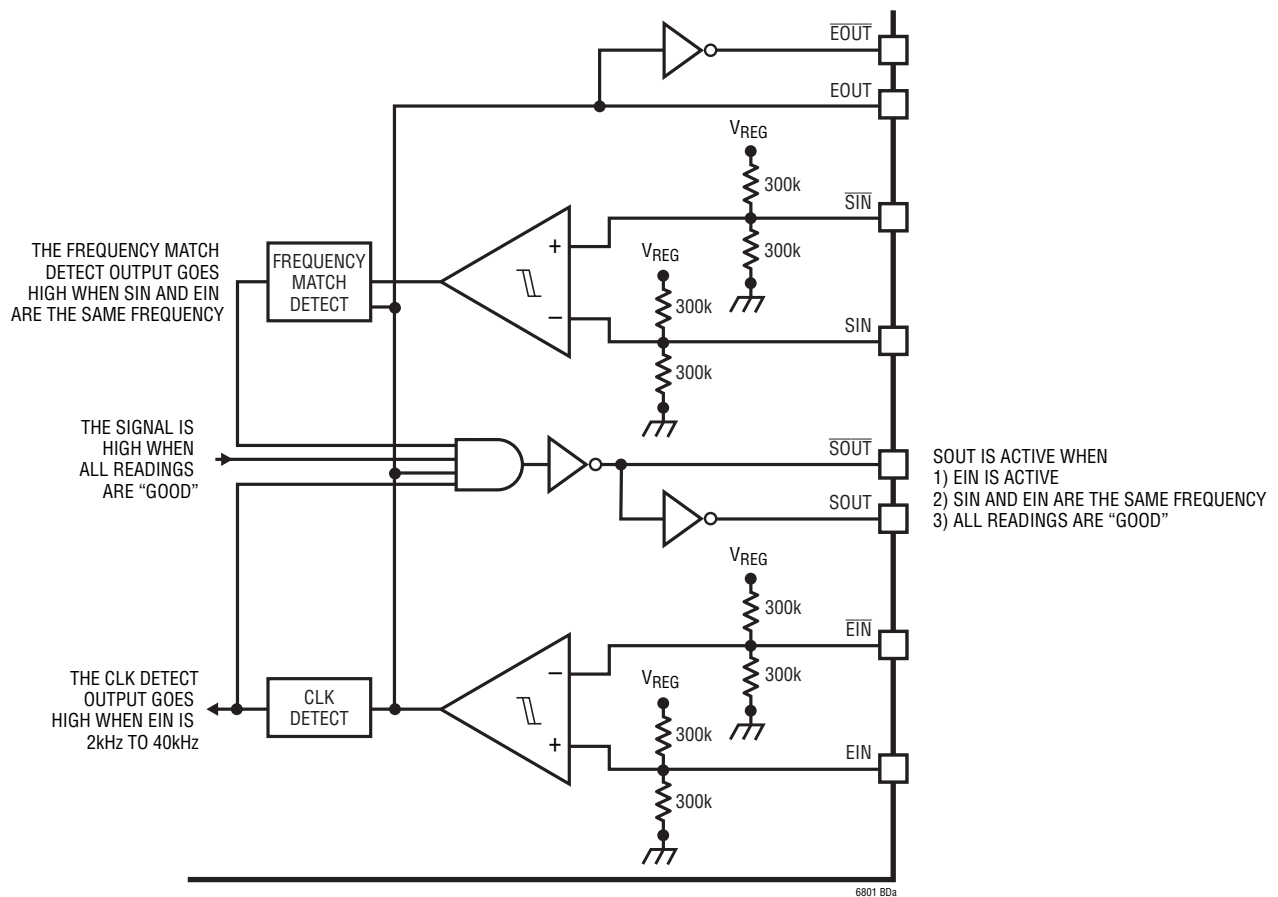 EOUT
EOUT
VREG
300k
SIN
300k
VREG
300k
SIN
300k
THE FREQUENCY MATCH
DETECT OUTPUT GOES
HIGH WHEN SIN AND EIN
ARE THE SAME FREQUENCY
FREQUENCY
MATCH
DETECT
+
–
THE SIGNAL IS
HIGH WHEN
ALL READINGS
ARE “GOOD”
SOUT
SOUT
SOUT IS ACTIVE WHEN
1) EIN IS ACTIVE
2) SIN AND EIN ARE THE SAME FREQUENCY
3) ALL READINGS ARE “GOOD”
VREG
300k
EIN
300k
VREG
300k
EIN
300k
THE CLK DETECT
OUTPUT GOES
HIGH WHEN EIN IS
2kHz TO 40kHz
CLK
DETECT
–
+
6801 BDa